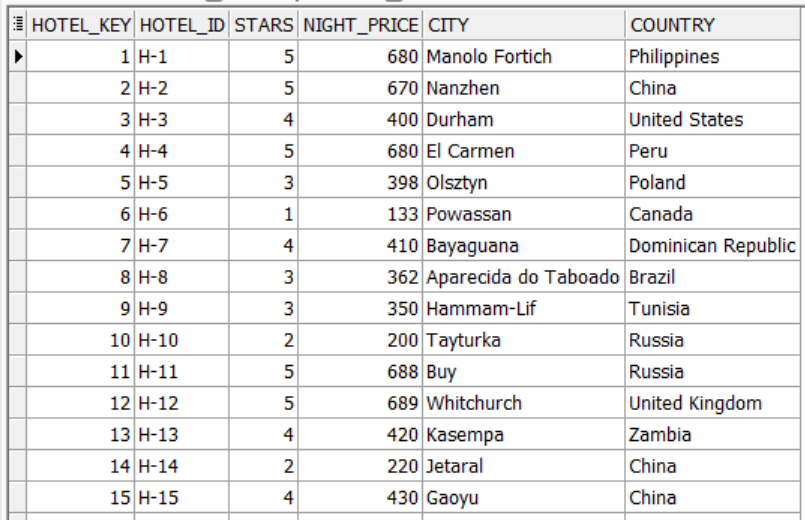 HOTEL_KEY HOTEL_ID STARS NIGHT_PRICE CITY COUNTRY
1 H-1 5 680 Manolo Fortich Philippines
2 H-2 5 670 Nanzhen China
3 H-3 4 400 Durham United States
4 H-4 5 680 El Carmen Peru
5 H-5 3 398 Olsztyn Poland
6 H-6 1 133 Powassan Canada
7 H-7 4 410 Bayaguana Dominican Republic
8 H-8 3 362 Aparecida do Taboado Brazil
9 H-9 3 350 Hammam-Lif Tunisia
10 H-10 2 200 Tayturka Russia
11 H-11 5 688 Buy Russia
12 H-12 5 689 Whitchurch United Kingdom
13 H-13 4 420 Kasempa Zambia
14 H-14 2 220 Jetaral China
15 H-15 4 430 Gaoyu China